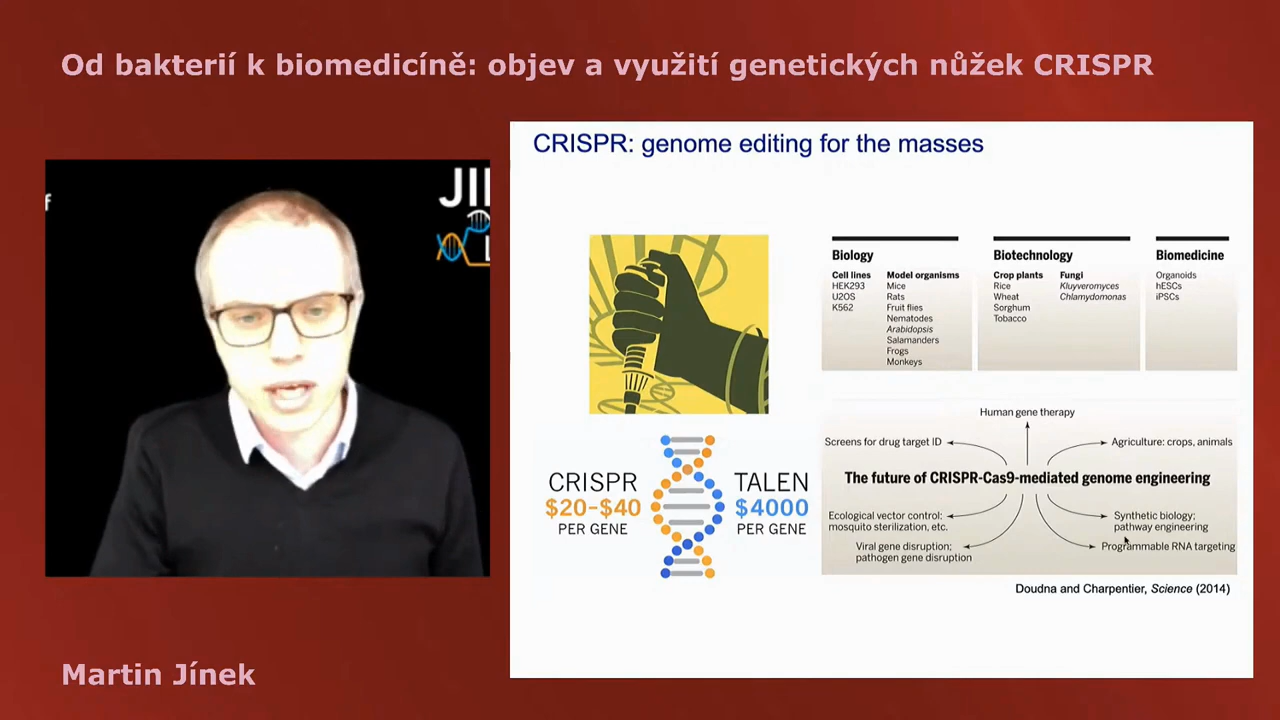 Od bakterií k biomedicíně: objev a využití genetických nůžek CRISPR
CRISPR: genome editing for the masses
f
JI
L
Biology
Cell lines
HEK293
U2OS
K562
Model organisms
Mice
Rats
Fruit flies
Nematodes
Arabidopsis
Salamanders
Frogs
Monkeys
Biotechnology
Crop plants
Rice
Wheat
Sorghum
Tobacco
Fungi
Kluyveromyces
Chlamydomonas
Biomedicine
Organoids
hESCs
iPSCs
CRISPR
$20-$40
PER GENE
TALEN
$4000
PER GENE
Human gene therapy
Screens for drug target ID
Agriculture: crops, animals
The future of CRISPR-Cas9-mediated genome engineering
Ecological vector control:
mosquito sterilization, etc.
Synthetic biology;
pathway engineering
Viral gene disruption;
pathogen gene disruption
Programmable RNA targeting
Doudna and Charpentier, Science (2014)
Martin Jínek